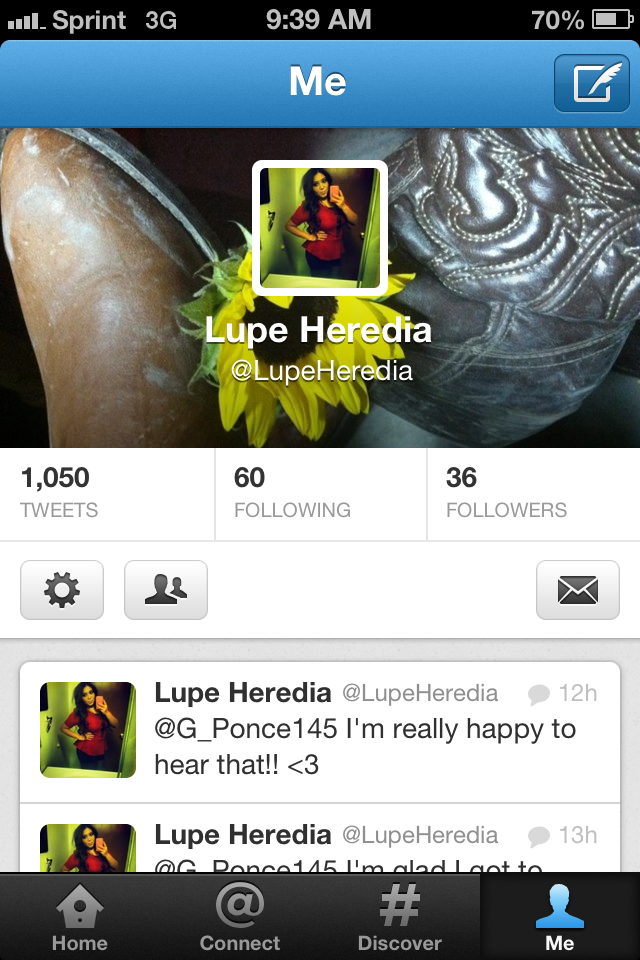 Sprint 3G 9:39 AM 70%
Me
Lupe Heredia
@LupeHeredia
1,050 60 36
TWEETS FOLLOWING FOLLOWERS
Lupe Heredia @LupeHeredia 12h
@G_Ponce145 I'm really happy to
hear that!! <3
Lupe Heredia @LupeHeredia 13h
@G_Ponce145 I'm glad I got to
Home Connect Discover Me